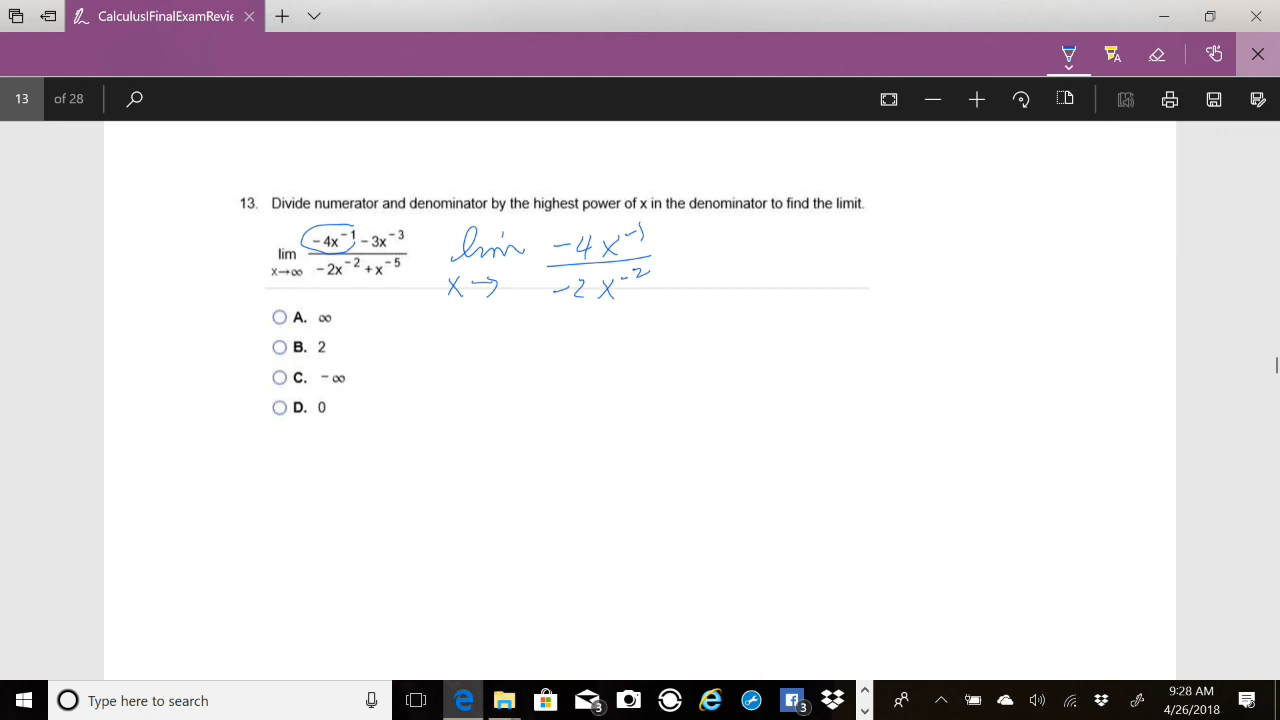 CalculusIFinalExamRevie
13 of 28
13. Divide numerator and denominator by the highest power of x in the denominator to find the limit.
lim x→∞ (−4x^−1 − 3x^−3)/(−2x^−2 + x^−5)
lim x→ (−4x^−1)/(−2x^−2)
A. ∞
B. 2
C. −∞
D. 0
Type here to search
3
3
9:28 AM
4/26/2018